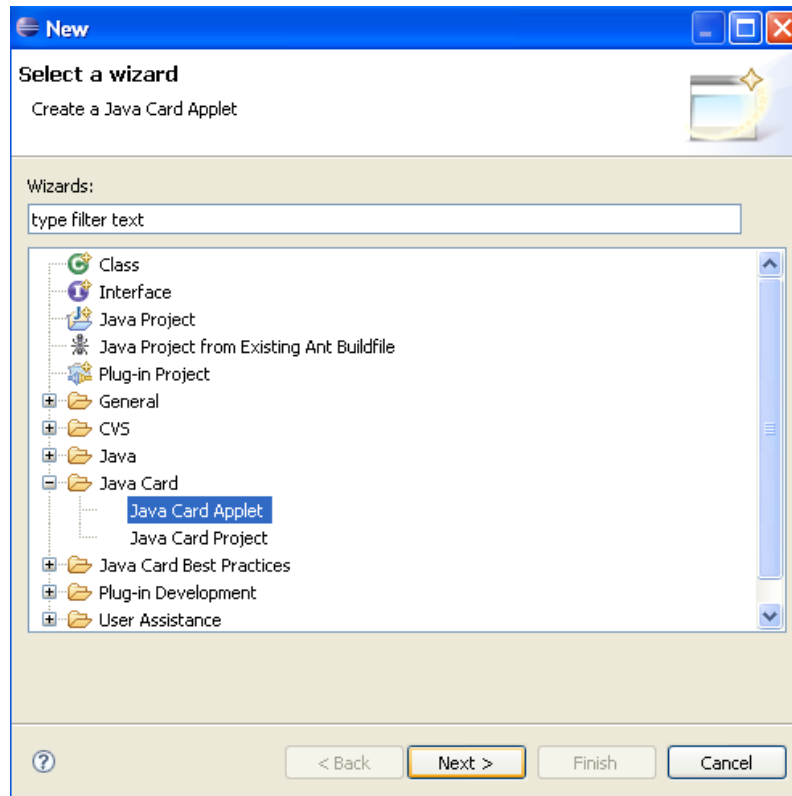 New
Select a wizard
Create a Java Card Applet
Wizards:
type filter text
Class
Interface
Java Project
Java Project from Existing Ant Buildfile
Plug-in Project
General
CVS
Java
Java Card
Java Card Applet
Java Card Project
Java Card Best Practices
Plug-in Development
User Assistance
< Back Next > Finish Cancel